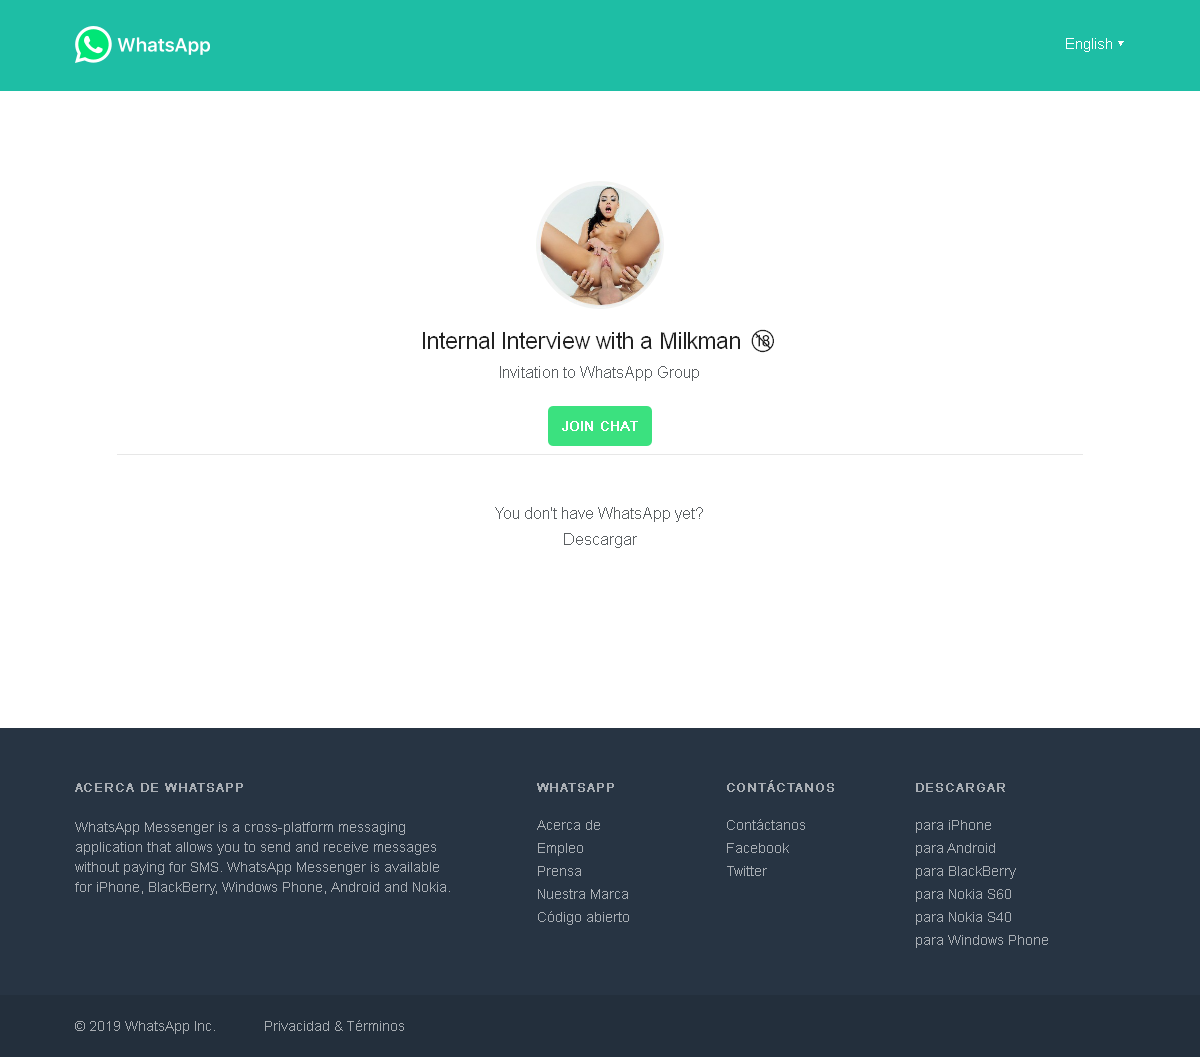 WhatsApp
English ▾
Internal Interview with a Milkman 🔞
Invitation to WhatsApp Group
JOIN CHAT
You don't have WhatsApp yet?
Descargar
ACERCA DE WHATSAPP
WhatsApp Messenger is a cross-platform messaging
application that allows you to send and receive messages
without paying for SMS. WhatsApp Messenger is available
for iPhone, BlackBerry, Windows Phone, Android and Nokia.
WHATSAPP
Acerca de
Empleo
Prensa
Nuestra Marca
Código abierto
CONTÁCTANOS
Contáctanos
Facebook
Twitter
DESCARGAR
para iPhone
para Android
para BlackBerry
para Nokia S60
para Nokia S40
para Windows Phone
© 2019 WhatsApp Inc.
Privacidad & Términos